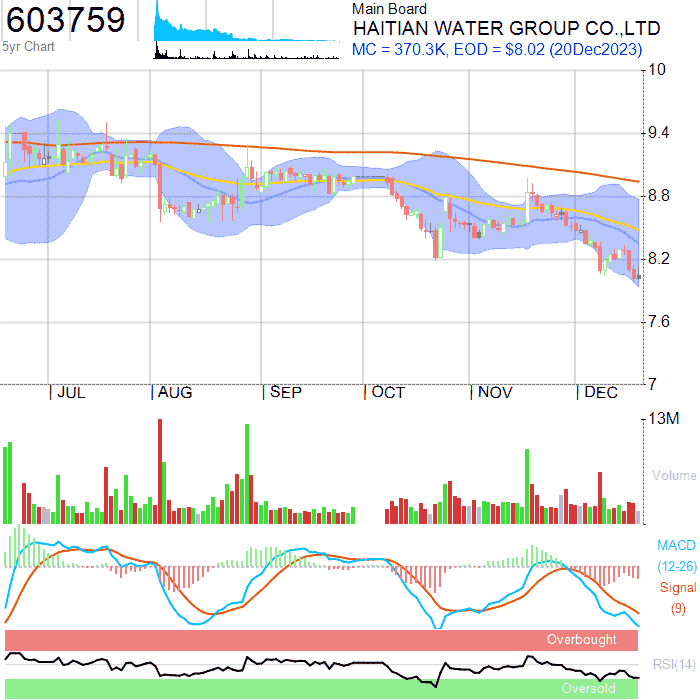 603759
5yr Chart
Main Board
HAITIAN WATER GROUP CO.,LTD
MC = 370.3K, EOD = $8.02 (20Dec2023)
10
9.4
8.8
8.2
7.6
7
JUL AUG SEP OCT NOV DEC
13M
Volume
MACD
(12-26)
Signal
(9)
Overbought
RSI(14)
Oversold